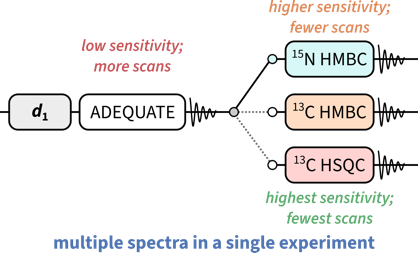 higher sensitivity;
fewer scans
low sensitivity;
more scans
¹⁵N HMBC
d₁
ADEQUATE
¹³C HMBC
¹³C HSQC
highest sensitivity;
fewest scans
multiple spectra in a single experiment